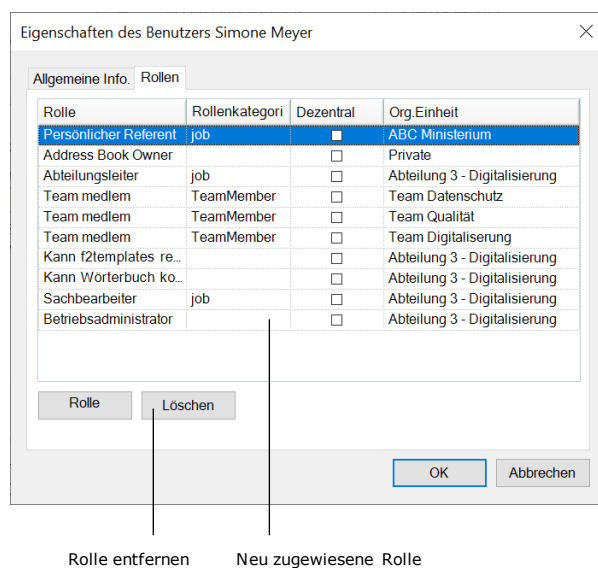 Eigenschaften des Benutzers Simone Meyer
Allgemeine Info. Rollen
Rolle Rollenkategori Dezentral Org.Einheit
Persönlicher Referent job ABC Ministerium
Address Book Owner Private
Abteilungsleiter job Abteilung 3 - Digitalisierung
Team medlem TeamMember Team Datenschutz
Team medlem TeamMember Team Qualität
Team medlem TeamMember Team Digitaliserung
Kann f2templates re... Abteilung 3 - Digitalisierung
Kann Wörterbuch ko... Abteilung 3 - Digitalisierung
Sachbearbeiter job Abteilung 3 - Digitalisierung
Betriebsadministrator Abteilung 3 - Digitalisierung
Rolle Löschen
OK Abbrechen
Rolle entfernen Neu zugewiesene Rolle